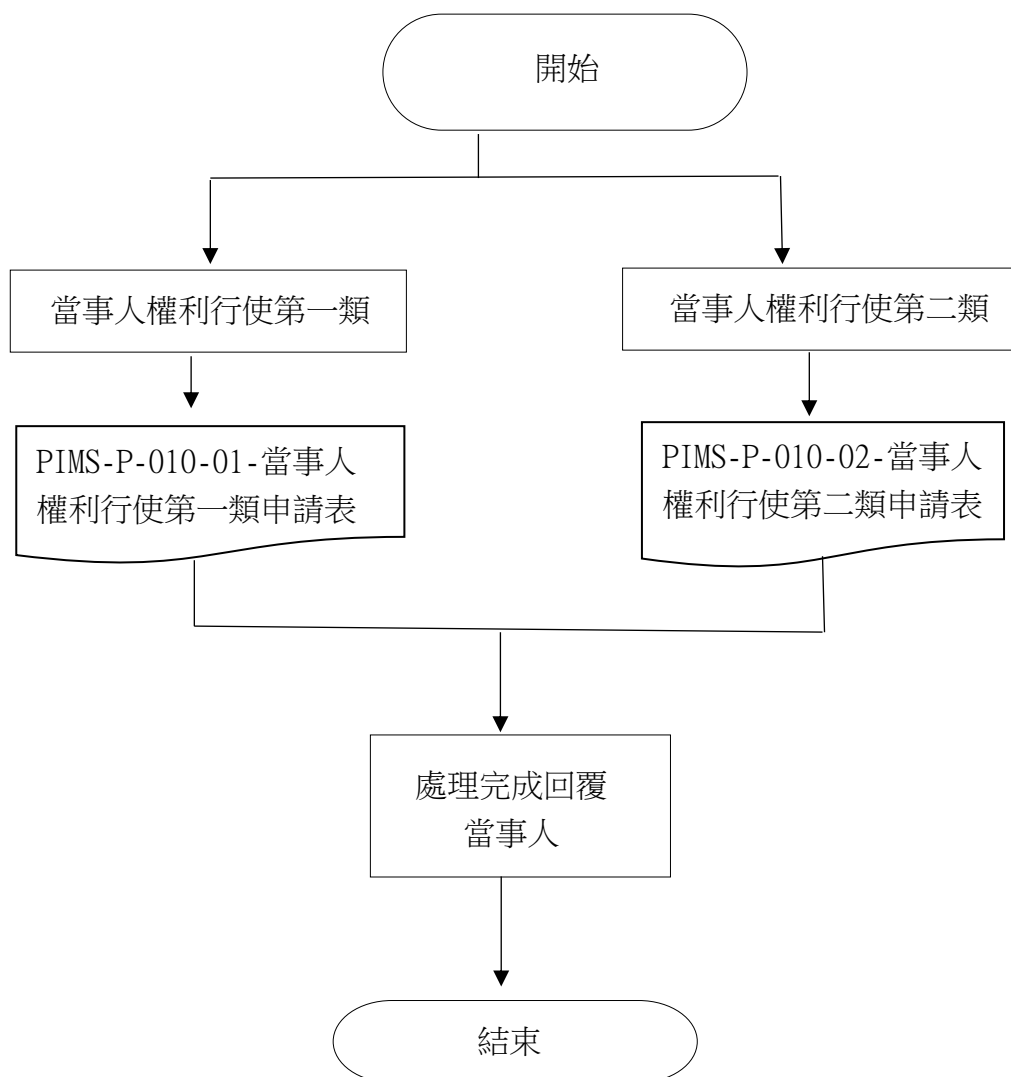 開始
當事人權利行使第一類
當事人權利行使第二類
PIMS-P-010-01-當事人
權利行使第一類申請表
PIMS-P-010-02-當事人
權利行使第二類申請表
處理完成回覆
當事人
結束